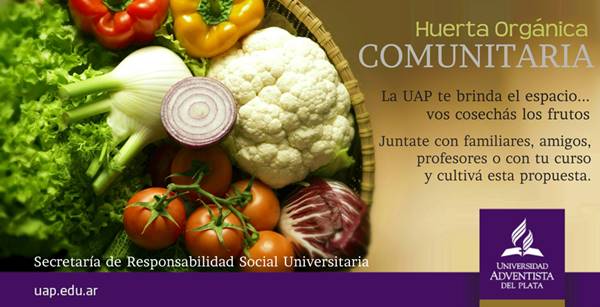 Huerta Orgánica
COMUNITARIA
La UAP te brinda el espacio...
vos cosechás los frutos
Juntate con familiares, amigos,
profesores o con tu curso
y cultivá esta propuesta.
Secretaría de Responsabilidad Social Universitaria
uap.edu.ar
UNIVERSIDAD
ADVENTISTA
DEL PLATA